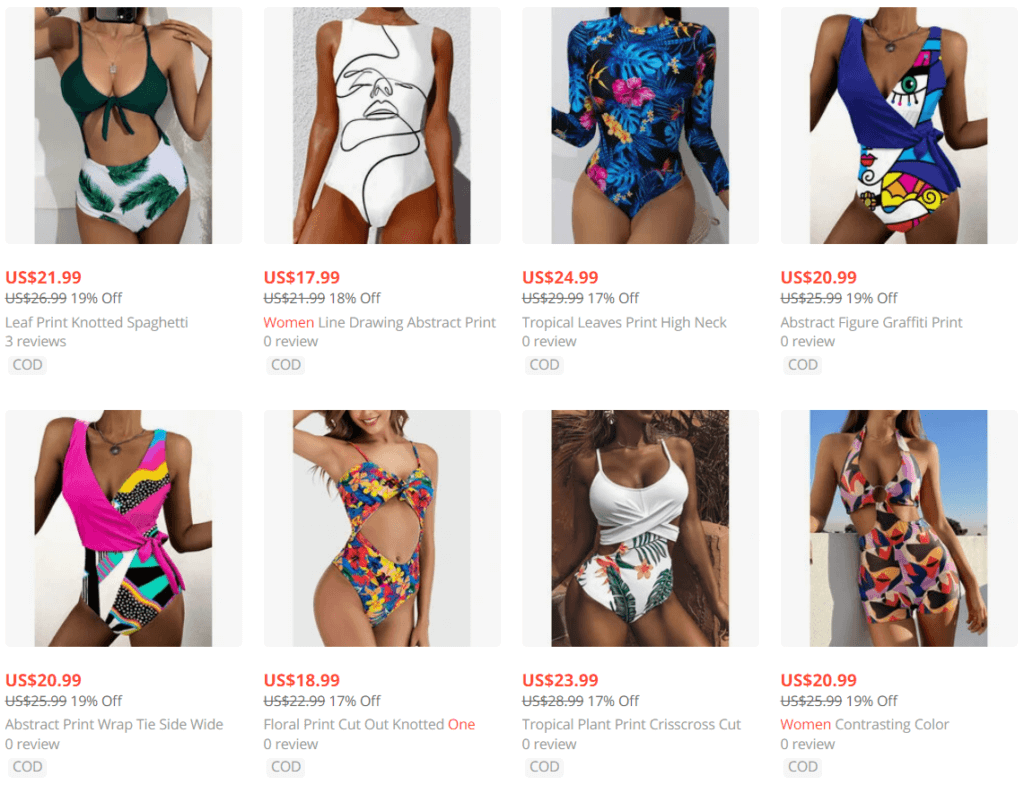 US$21.99
US$26.99 19% Off
Leaf Print Knotted Spaghetti
3 reviews
COD
US$17.99
US$21.99 18% Off
Women Line Drawing Abstract Print
0 review
COD
US$24.99
US$29.99 17% Off
Tropical Leaves Print High Neck
0 review
COD
US$20.99
US$25.99 19% Off
Abstract Figure Graffiti Print
0 review
COD
US$20.99
US$25.99 19% Off
Abstract Print Wrap Tie Side Wide
0 review
COD
US$18.99
US$22.99 17% Off
Floral Print Cut Out Knotted One
0 review
COD
US$23.99
US$28.99 17% Off
Tropical Plant Print Crisscross Cut
0 review
COD
US$20.99
US$25.99 19% Off
Women Contrasting Color
0 review
COD